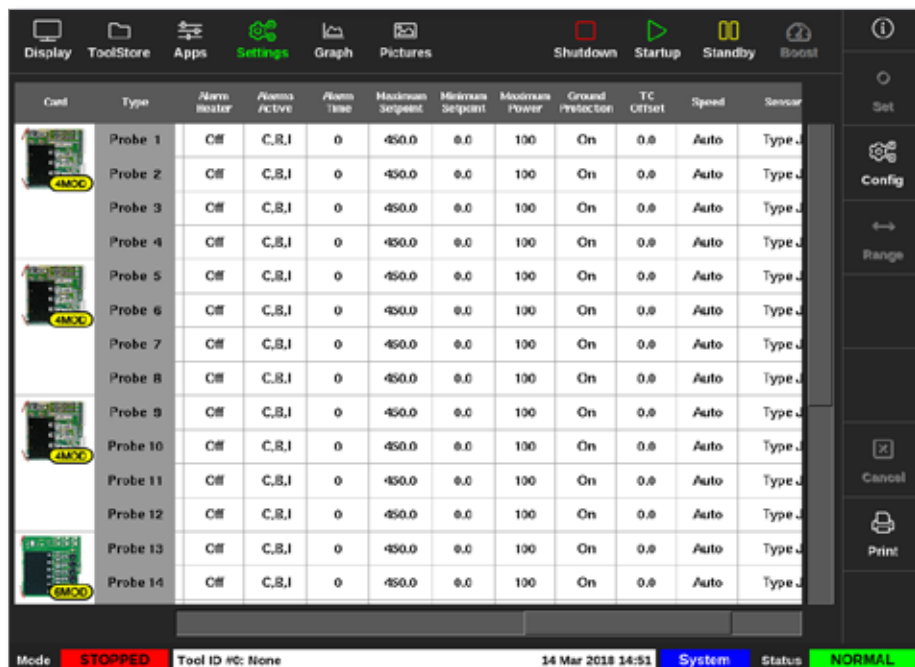 Display ToolStore Apps Settings Graph Pictures Shutdown Startup Standby Boost
Set
Config
Range
Cancel
Print
Card Type Alarm Heater Alarms Active Alarm Time Maximum Setpoint Minimum Setpoint Maximum Power Ground Protection TC Offset Speed Sensor
Probe 1 Off C,B,I 0 450.0 0.0 100 On 0.0 Auto Type J
4MOD
Probe 2 Off C,B,I 0 450.0 0.0 100 On 0.0 Auto Type J
Probe 3 Off C,B,I 0 450.0 0.0 100 On 0.0 Auto Type J
Probe 4 Off C,B,I 0 450.0 0.0 100 On 0.0 Auto Type J
Probe 5 Off C,B,I 0 450.0 0.0 100 On 0.0 Auto Type J
4MOD
Probe 6 Off C,B,I 0 450.0 0.0 100 On 0.0 Auto Type J
Probe 7 Off C,B,I 0 450.0 0.0 100 On 0.0 Auto Type J
Probe 8 Off C,B,I 0 450.0 0.0 100 On 0.0 Auto Type J
Probe 9 Off C,B,I 0 450.0 0.0 100 On 0.0 Auto Type J
4MOD
Probe 10 Off C,B,I 0 450.0 0.0 100 On 0.0 Auto Type J
Probe 11 Off C,B,I 0 450.0 0.0 100 On 0.0 Auto Type J
Probe 12 Off C,B,I 0 450.0 0.0 100 On 0.0 Auto Type J
Probe 13 Off C,B,I 0 450.0 0.0 100 On 0.0 Auto Type J
6MOD
Probe 14 Off C,B,I 0 450.0 0.0 100 On 0.0 Auto Type J
Mode STOPPED Tool ID #0: None 14 Mar 2018 14:51 System Status NORMAL